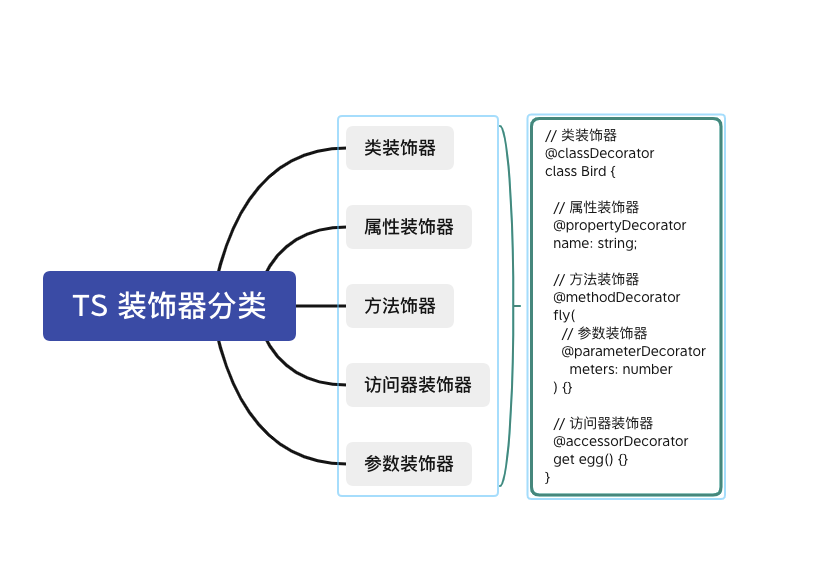 TS 装饰器分类
类装饰器
属性装饰器
方法饰器
访问器装饰器
参数装饰器
// 类装饰器
@classDecorator
class Bird {
// 属性装饰器
@propertyDecorator
name: string;
// 方法装饰器
@methodDecorator
fly(
// 参数装饰器
@parameterDecorator
meters: number
) {}
// 访问器装饰器
@accessorDecorator
get egg() {}
}